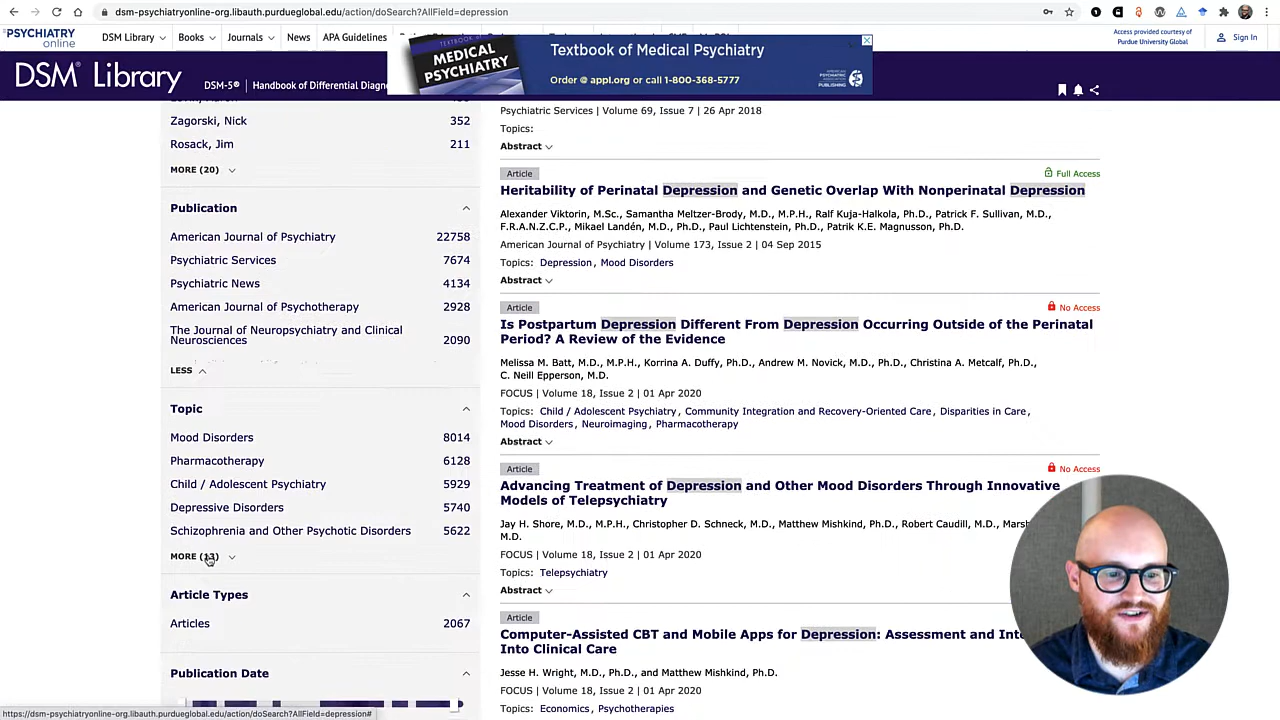 dsm-psychiatryonline-org.libauth.purdueglobal.edu/action/doSearch?AllField=depression
PSYCHIATRY
online
DSM Library
Books
Journals
News
APA Guidelines
Access provided courtesy of
Purdue University Global
Sign In
TEXTBOOK OF
MEDICAL
PSYCHIATRY
Textbook of Medical Psychiatry
Order @ appi.org or call 1-800-368-5777
DSM Library
DSM-5®
Handbook of Differential Diagn
Zagorski, Nick 352
Rosack, Jim 211
MORE (20)
Publication
American Journal of Psychiatry 22758
Psychiatric Services 7674
Psychiatric News 4134
American Journal of Psychotherapy 2928
The Journal of Neuropsychiatry and Clinical
Neurosciences 2090
LESS
Topic
Mood Disorders 8014
Pharmacotherapy 6128
Child / Adolescent Psychiatry 5929
Depressive Disorders 5740
Schizophrenia and Other Psychotic Disorders 5622
MORE (13)
Article Types
Articles 2067
Publication Date
Psychiatric Services | Volume 69, Issue 7 | 26 Apr 2018
Topics:
Abstract
Article
Full Access
Heritability of Perinatal Depression and Genetic Overlap With Nonperinatal Depression
Alexander Viktorin, M.Sc., Samantha Meltzer-Brody, M.D., M.P.H., Ralf Kuja-Halkola, Ph.D., Patrick F. Sullivan, M.D.,
F.R.A.N.Z.C.P., Mikael Landén, M.D., Ph.D., Paul Lichtenstein, Ph.D., Patrik K.E. Magnusson, Ph.D.
American Journal of Psychiatry | Volume 173, Issue 2 | 04 Sep 2015
Topics: Depression, Mood Disorders
Abstract
Article
No Access
Is Postpartum Depression Different From Depression Occurring Outside of the Perinatal
Period? A Review of the Evidence
Melissa M. Batt, M.D., M.P.H., Korrina A. Duffy, Ph.D., Andrew M. Novick, M.D., Ph.D., Christina A. Metcalf, Ph.D.,
C. Neill Epperson, M.D.
FOCUS | Volume 18, Issue 2 | 01 Apr 2020
Topics: Child / Adolescent Psychiatry, Community Integration and Recovery-Oriented Care, Disparities in Care,
Mood Disorders, Neuroimaging, Pharmacotherapy
Abstract
Article
No Access
Advancing Treatment of Depression and Other Mood Disorders Through Innovative
Models of Telepsychiatry
Jay H. Shore, M.D., M.P.H., Christopher D. Schneck, M.D., Matthew Mishkind, Ph.D., Robert Caudill, M.D., Marsh
M.D.
FOCUS | Volume 18, Issue 2 | 01 Apr 2020
Topics: Telepsychiatry
Abstract
Article
Computer-Assisted CBT and Mobile Apps for Depression: Assessment and Int
Into Clinical Care
Jesse H. Wright, M.D., Ph.D., and Matthew Mishkind, Ph.D.
FOCUS | Volume 18, Issue 2 | 01 Apr 2020
Topics: Economics, Psychotherapies
https://dsm-psychiatryonline-org.libauth.purdueglobal.edu/action/doSearch?AllField=depression#